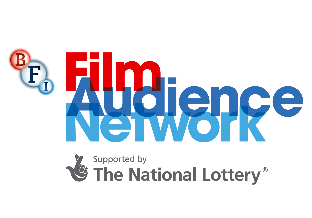 BFI
Film
Audience
Network
Supported by
The National Lottery®